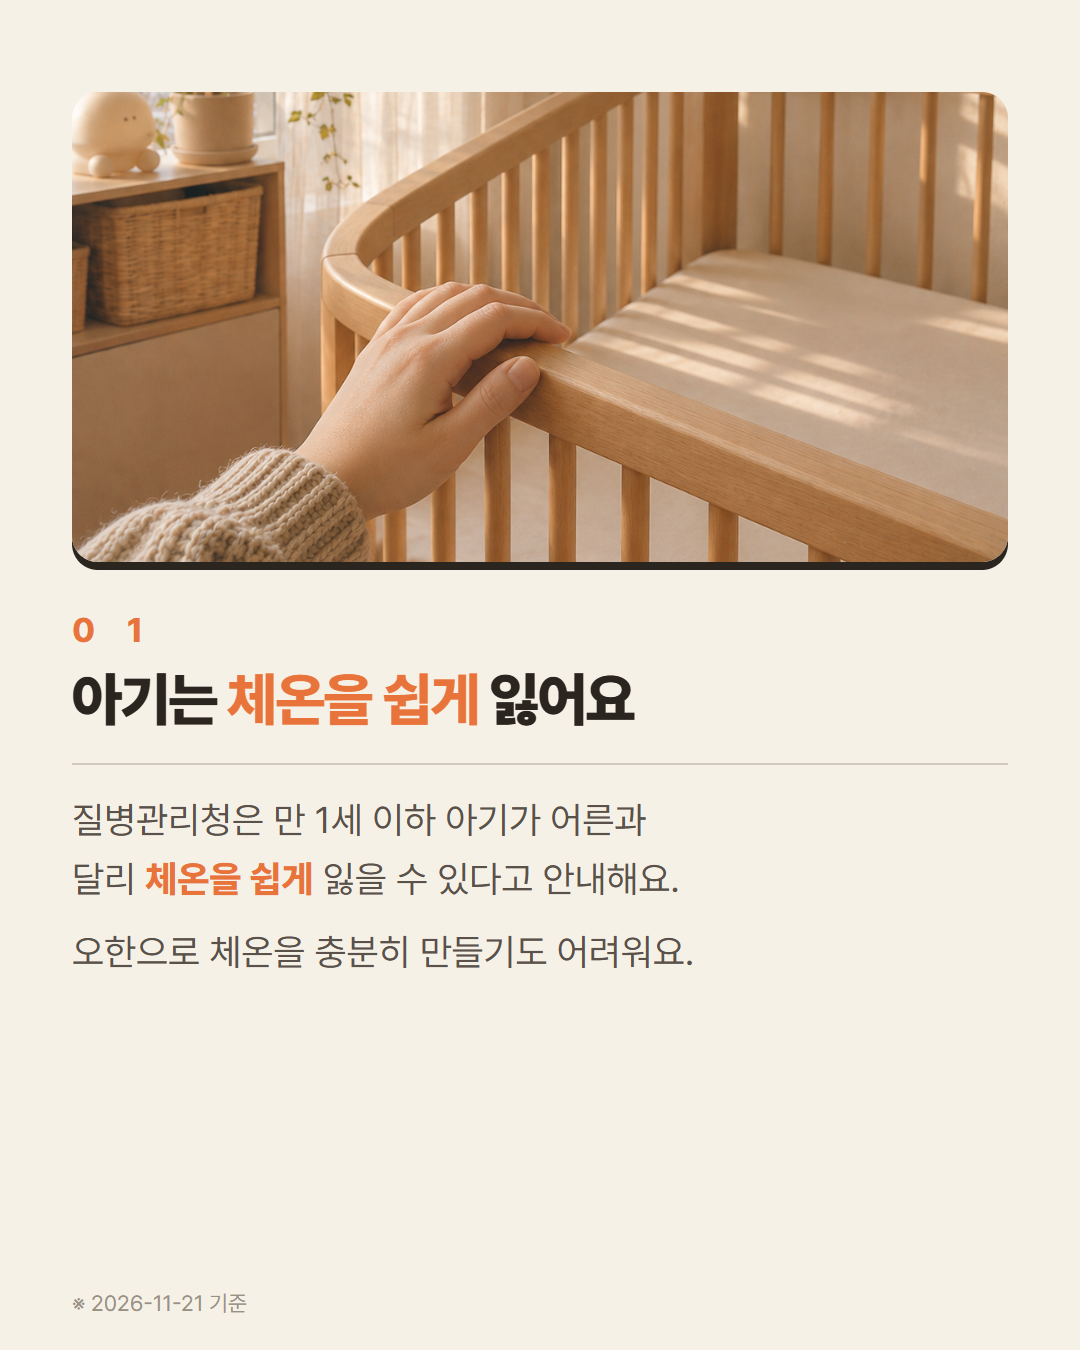 0 1
아기는 체온을 쉽게 잃어요
질병관리청은 만 1세 이하 아기가 어른과
달리 체온을 쉽게 잃을 수 있다고 안내해요.
오한으로 체온을 충분히 만들기도 어려워요.
※ 2026-11-21 기준